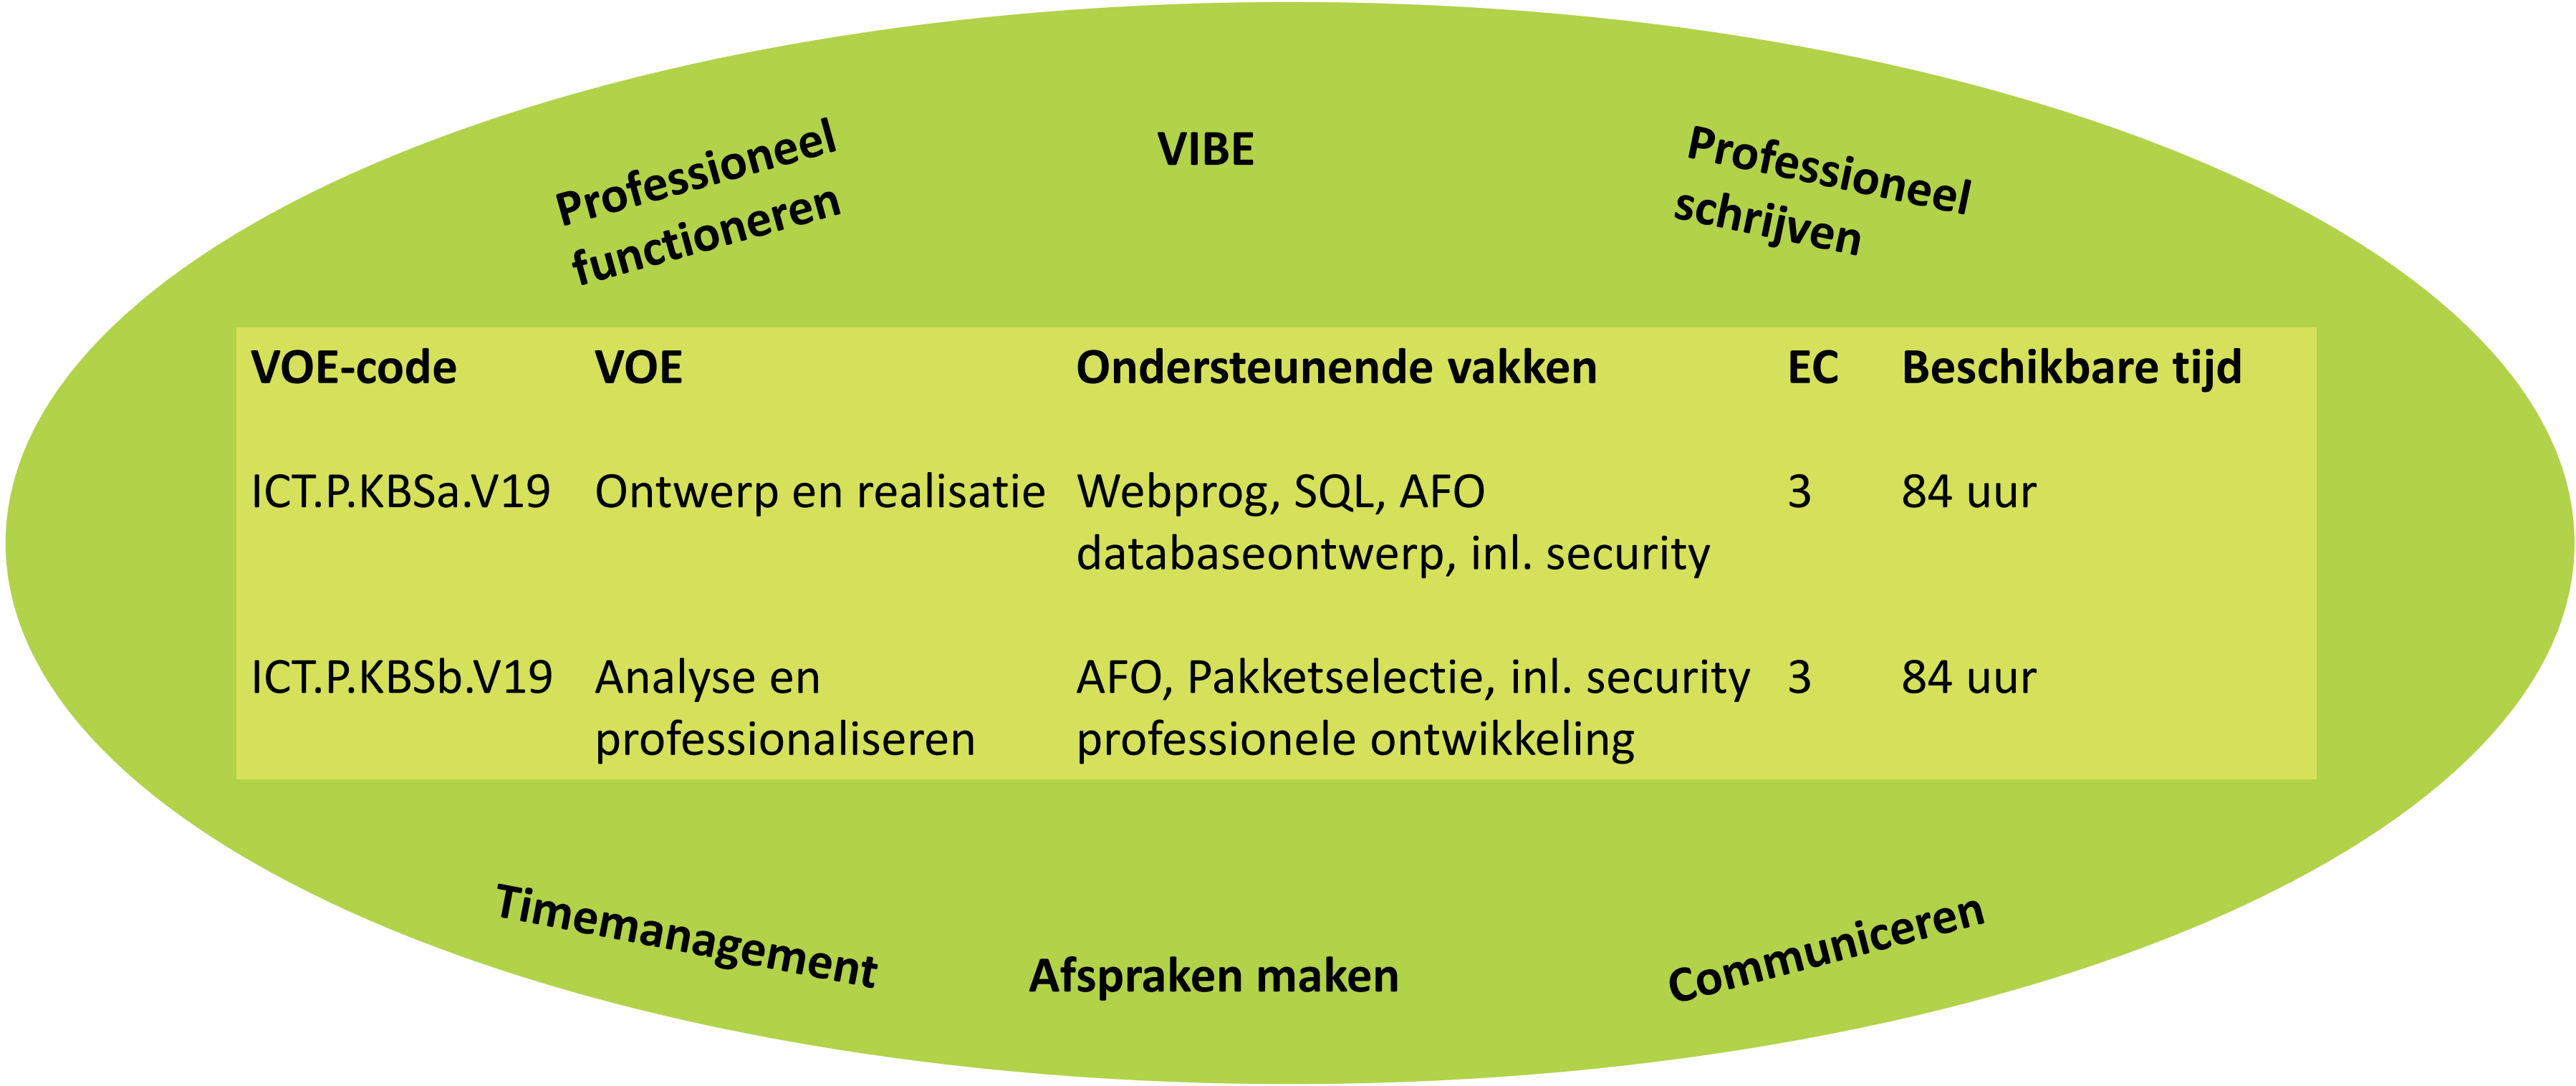 Professioneel
functioneren
VIBE
Professioneel
schrijven
VOE-code VOE Ondersteunende vakken EC Beschikbare tijd
ICT.P.KBSa.V19 Ontwerp en realisatie Webprog, SQL, AFO 3 84 uur
databaseontwerp, inl. security
ICT.P.KBSb.V19 Analyse en AFO, Pakketselectie, inl. security 3 84 uur
professionaliseren professionele ontwikkeling
Timemanagement
Afspraken maken
Communiceren